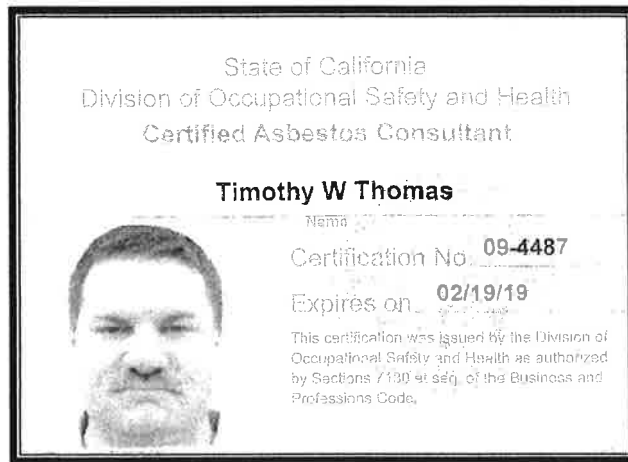 State of California
Division of Occupational Safety and Health
Certified Asbestos Consultant
Timothy W Thomas
Name
Certification No. 09-4487
Expires on 02/19/19
This certification was issued by the Division of
Occupational Safety and Health as authorized
by Sections 7180 et seq. of the Business and
Professions Code.